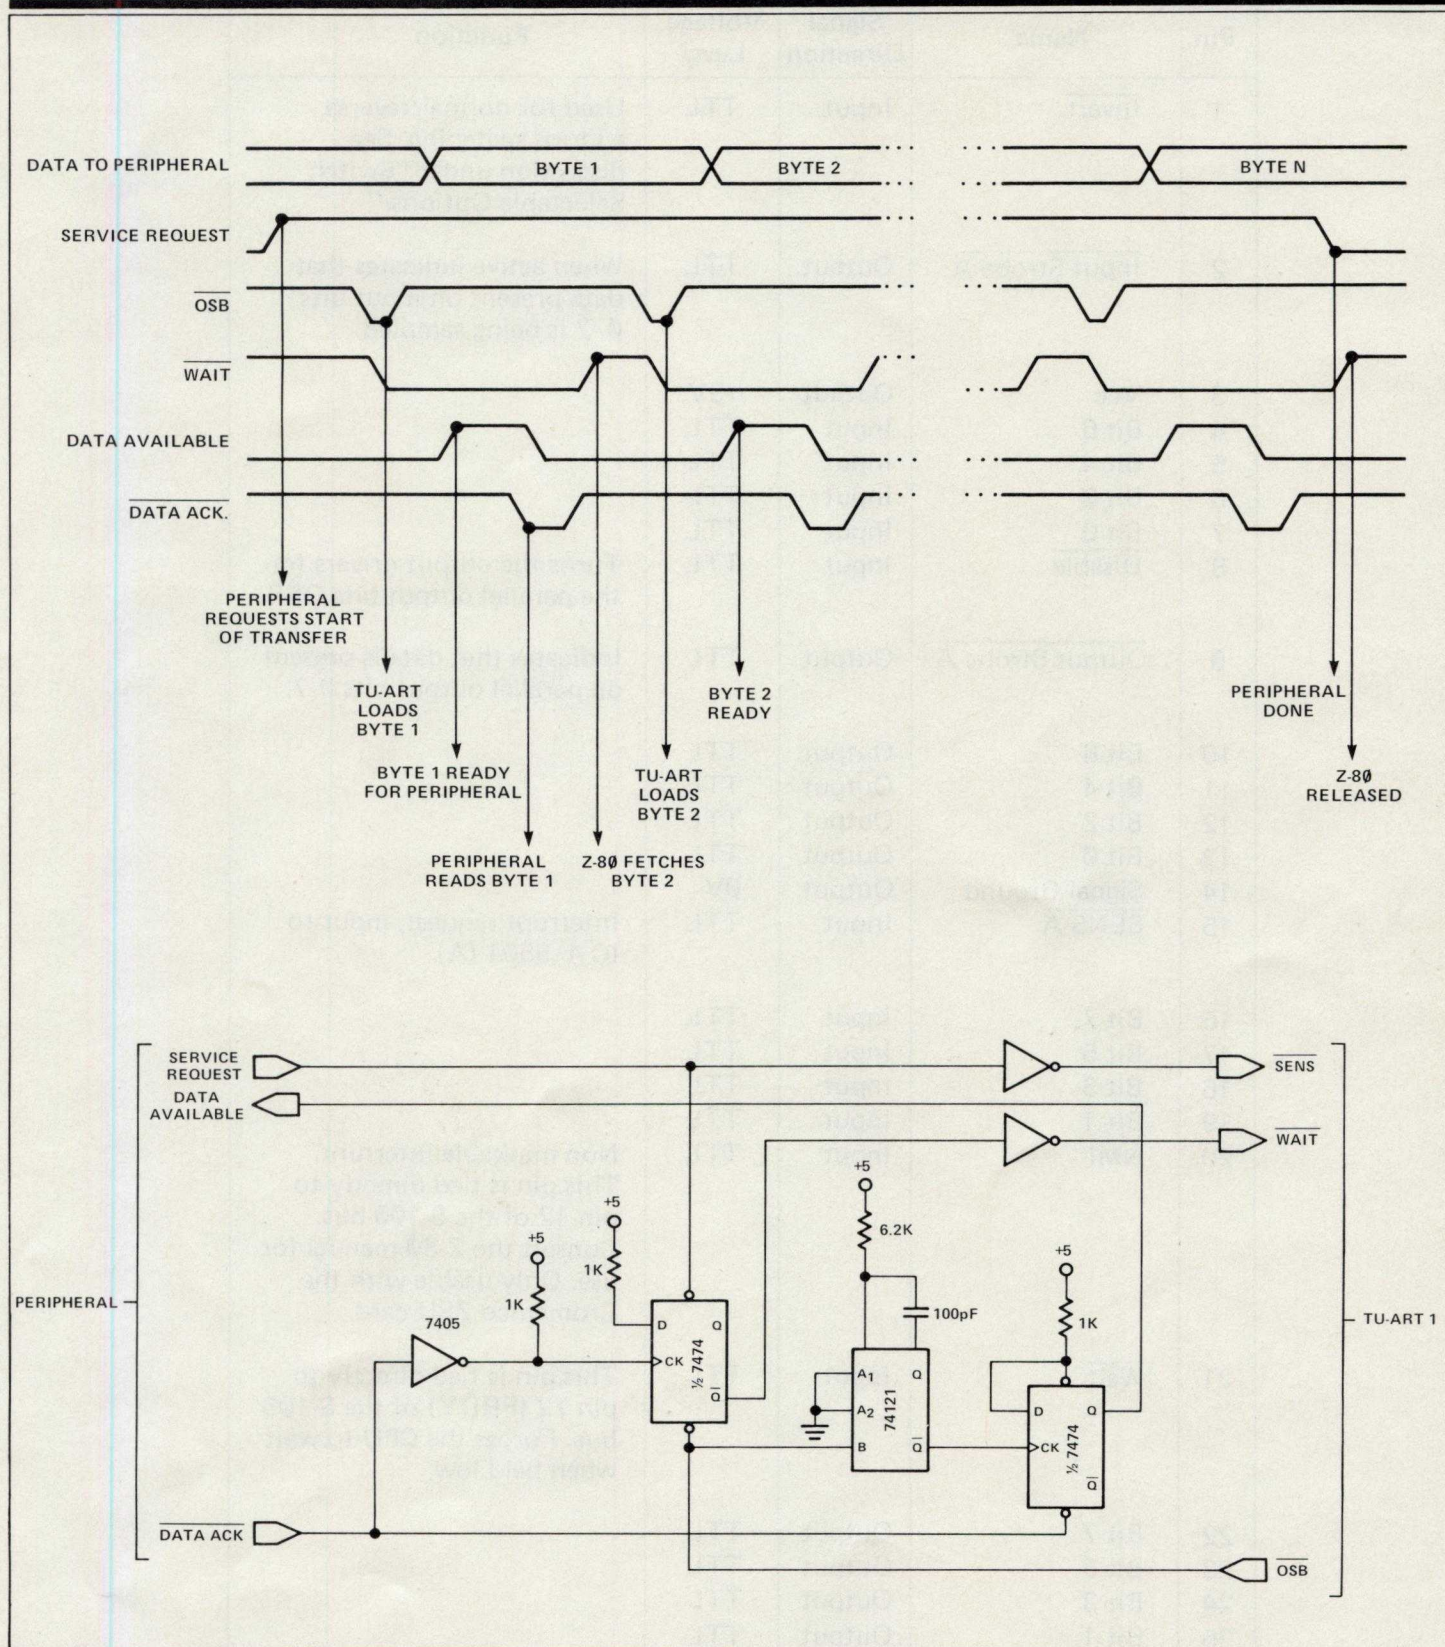 DATA TO PERIPHERAL
BYTE 1
BYTE 2
BYTE N
SERVICE REQUEST
OSB
WAIT
DATA AVAILABLE
DATA ACK.
PERIPHERAL
REQUESTS START
OF TRANSFER
TU-ART
LOADS
BYTE 1
BYTE 1 READY
FOR PERIPHERAL
PERIPHERAL
READS BYTE 1
Z-80 FETCHES
BYTE 2
TU-ART
LOADS
BYTE 2
BYTE 2
READY
PERIPHERAL
DONE
Z-80
RELEASED
SERVICE
REQUEST
DATA
AVAILABLE
SENS
WAIT
+5
6.2K
+5
1K
+5
1K
+5
1K
100pF
PERIPHERAL
TU-ART 1
7405
D Q
CK
Q
½ 7474
A1 Q
A2
B Q
74121
D Q
CK
Q
½ 7474
DATA ACK
OSB